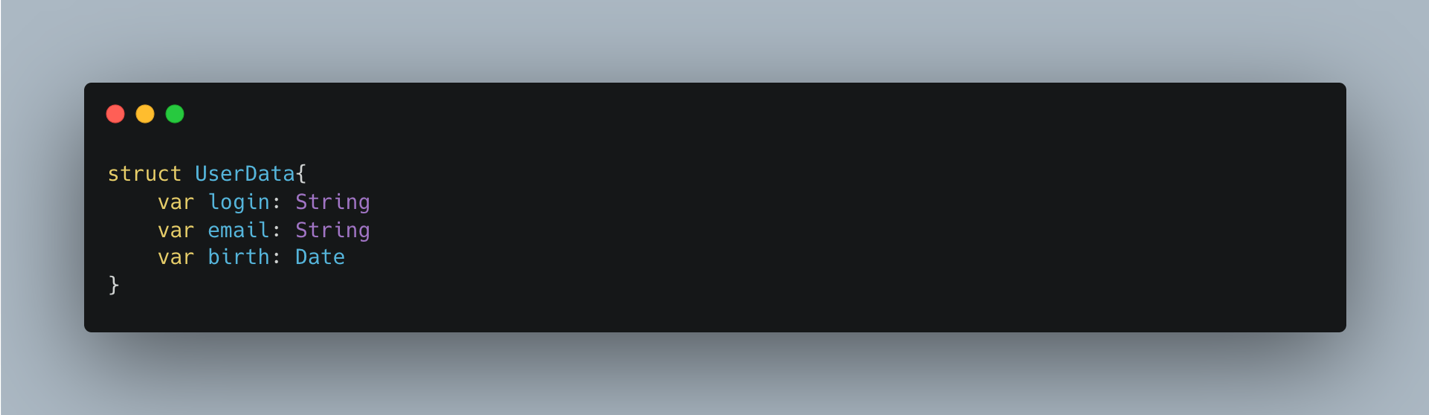 struct UserData{
    var login: String
    var email: String
    var birth: Date
}